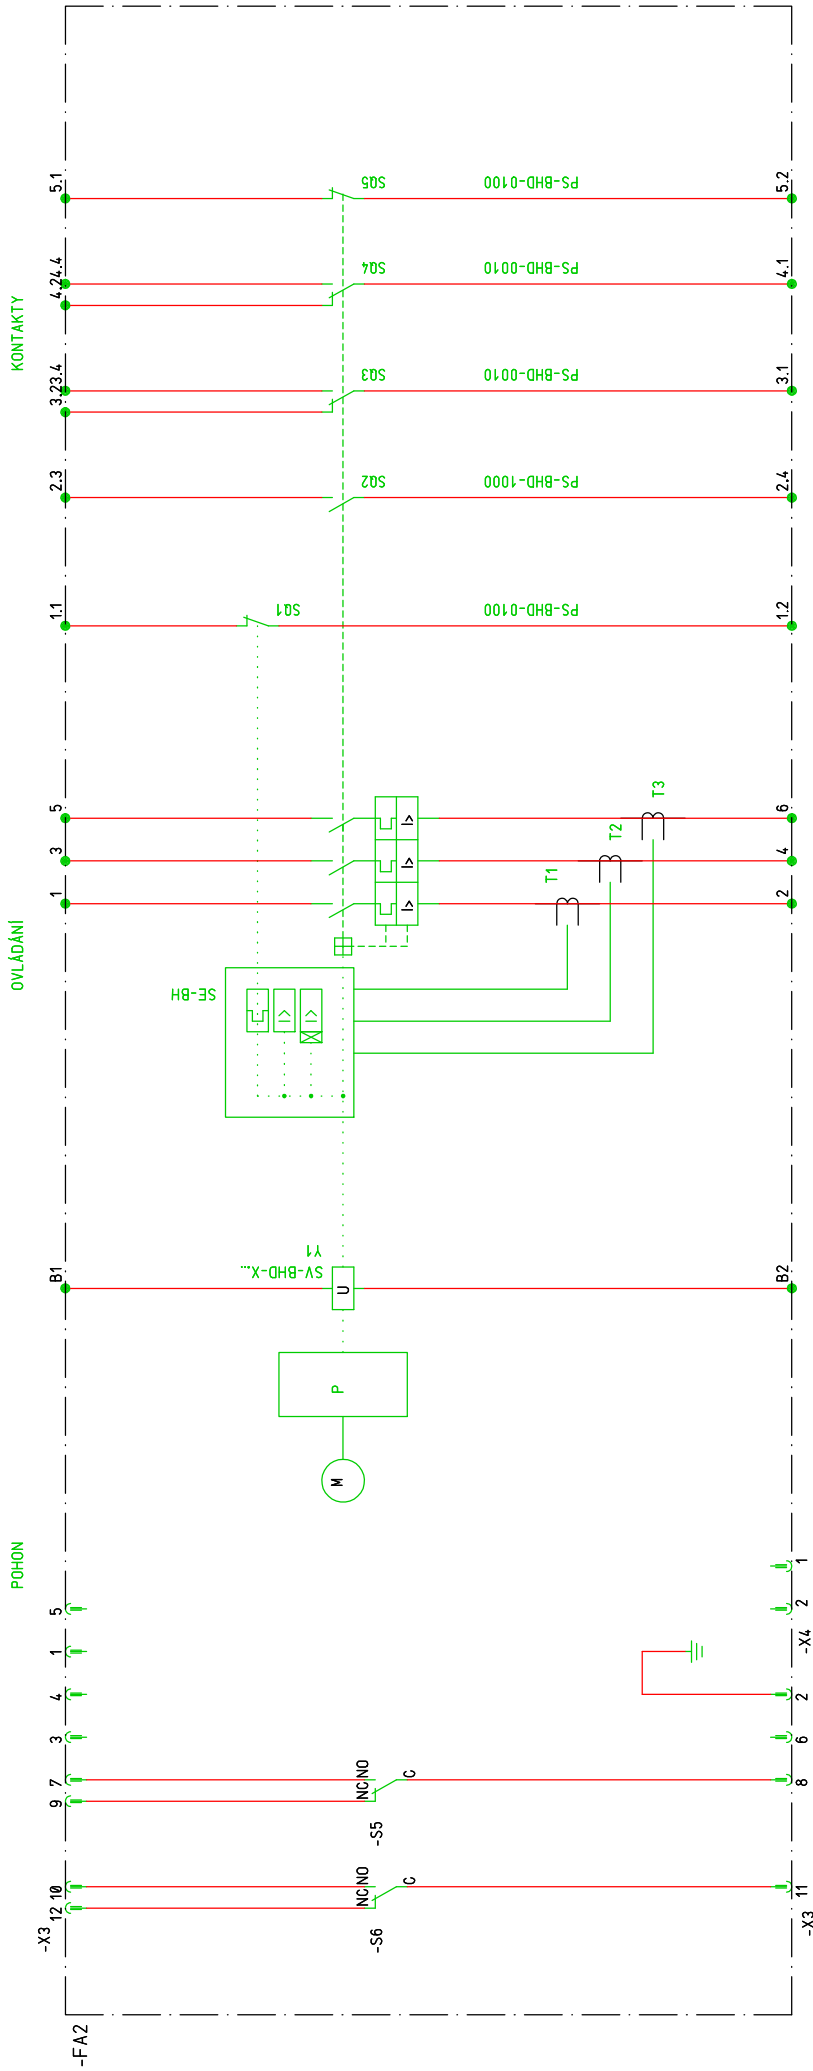 KONTAKTY
5.1
SQ5
PS-BHD-0100
5.2
4.2
4.4
SQ4
PS-BHD-0010
4.1
3.2
3.4
SQ3
PS-BHD-0010
3.1
2.3
SQ2
PS-BHD-1000
2.4
1.1
SQ1
PS-BHD-0100
1.2
OVLÁDÁNÍ
5
I>
T3
6
3
I>
T2
4
1
I>
T1
2
SE-BH
I>
I>
B1
Y1
SV-BHD-X...
U
B2
P
M
POHON
1
5
2
-X4
1
4
2
3
6
7
NO
C
8
9
NC
-S5
10
NO
C
11
12
NC
-S6
-X3
-X3
-FA2